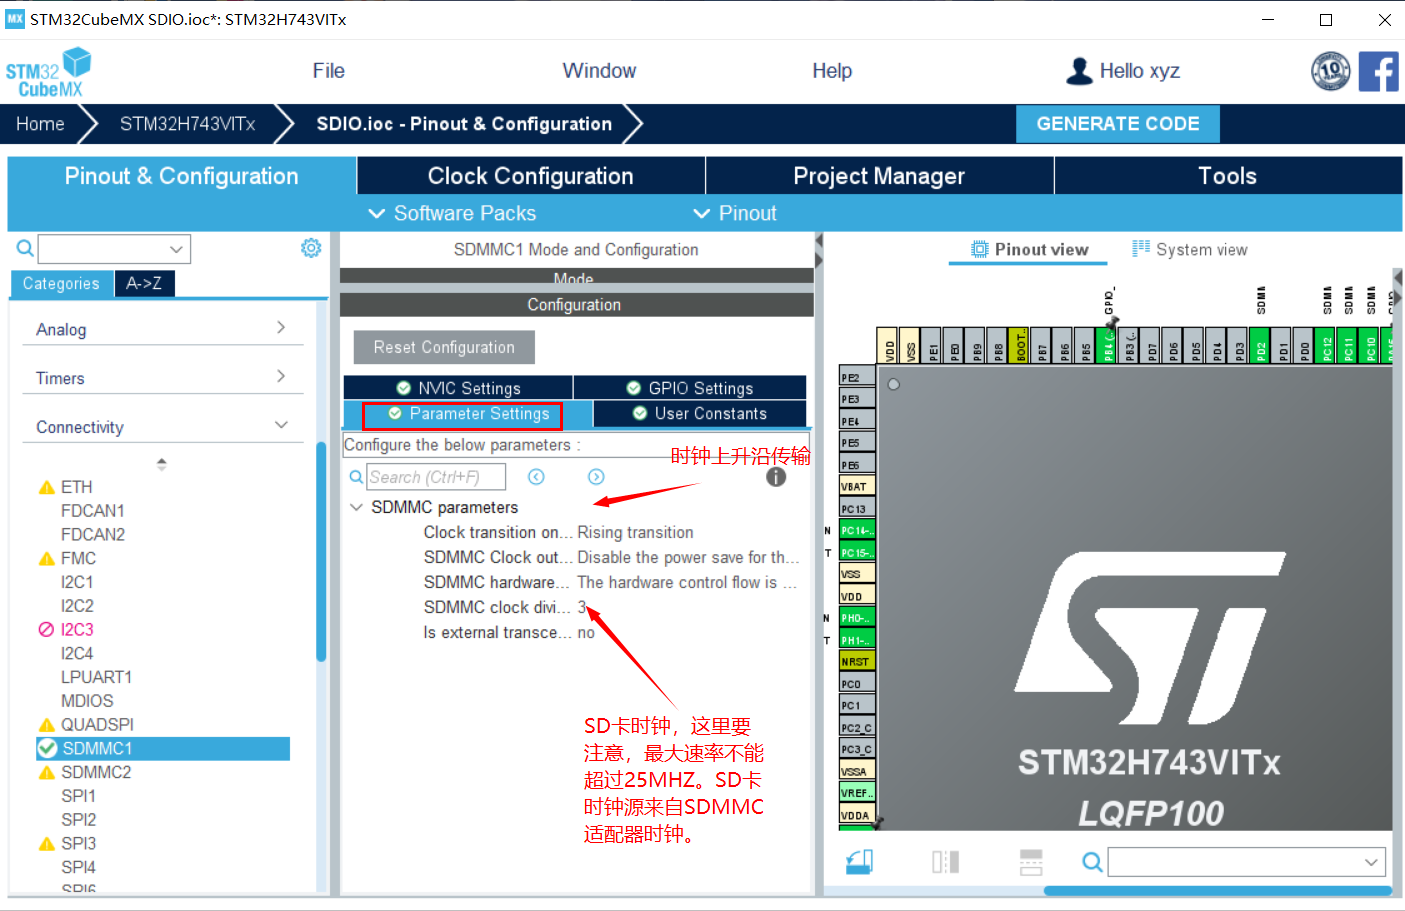 MX STM32CubeMX SDIO.ioc*: STM32H743VITx
STM32
CubeMX
File
Window
Help
Hello xyz
10
Home
STM32H743VITx
SDIO.ioc - Pinout & Configuration
GENERATE CODE
Pinout & Configuration
Clock Configuration
Project Manager
Tools
Software Packs
Pinout
Categories
A->Z
Analog
Timers
Connectivity
ETH
FDCAN1
FDCAN2
FMC
I2C1
I2C2
I2C3
I2C4
LPUART1
MDIOS
QUADSPI
SDMMC1
SDMMC2
SPI1
SPI2
SPI3
SPI4
SPI6
SDMMC1 Mode and Configuration
Mode
Configuration
Reset Configuration
NVIC Settings
GPIO Settings
Parameter Settings
User Constants
Configure the below parameters :
时钟上升沿传输
Search (Ctrl+F)
SDMMC parameters
Clock transition on... Rising transition
SDMMC Clock out... Disable the power save for th...
SDMMC hardware... The hardware control flow is ...
SDMMC clock divi... 3
Is external transce... no
SD卡时钟，这里要
注意，最大速率不能
超过25MHZ。SD卡
时钟源来自SDMMC
适配器时钟。
Pinout view
System view
GPIO_
SDMM
SDMM
SDMM
SDMM
VDD
VSS
PE1
PE0
PB9
PB8
BOOT..
PB7
PB6
PB5
PB4 (..
PB3 (..
PD7
PD6
PD5
PD4
PD3
PD2
PD1
PD0
PC12
PC11
PC10
PE2
PE3
PE4
PE5
PE6
VBAT
PC13
N PC14-..
T PC15-..
VSS
VDD
N PH0-..
T PH1-..
NRST
PC0
PC1
PC2_C
PC3_C
VSSA
VREF..
VDDA
ST
STM32H743VITx
LQFP100